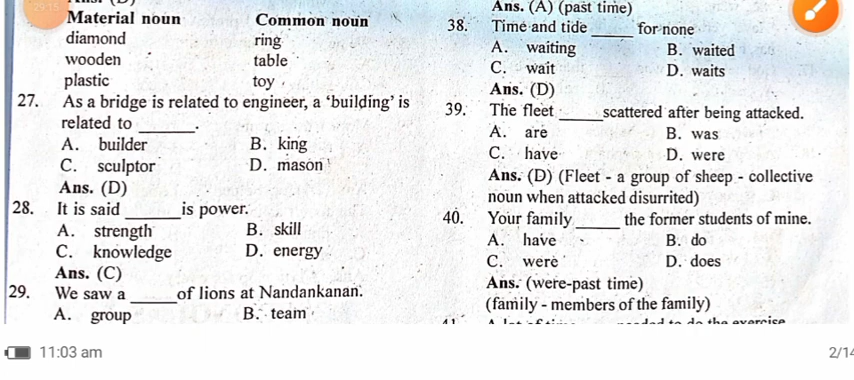 29:15
Material noun Common noun
diamond ring
wooden table
plastic toy
27. As a bridge is related to engineer, a ‘building’ is
related to ______.
A. builder B. king
C. sculptor D. mason
Ans. (D)
28. It is said ______ is power.
A. strength B. skill
C. knowledge D. energy
Ans. (C)
29. We saw a ______ of lions at Nandankanan.
A. group B. team
Ans. (A) (past time)
38. Time and tide ______ for none
A. waiting B. waited
C. wait D. waits
Ans. (D)
39. The fleet ______ scattered after being attacked.
A. are B. was
C. have D. were
Ans. (D) (Fleet - a group of sheep - collective
noun when attacked disurrited)
40. Your family ______ the former students of mine.
A. have B. do
C. were D. does
Ans. (were-past time)
(family - members of the family)
11:03 am 2/14